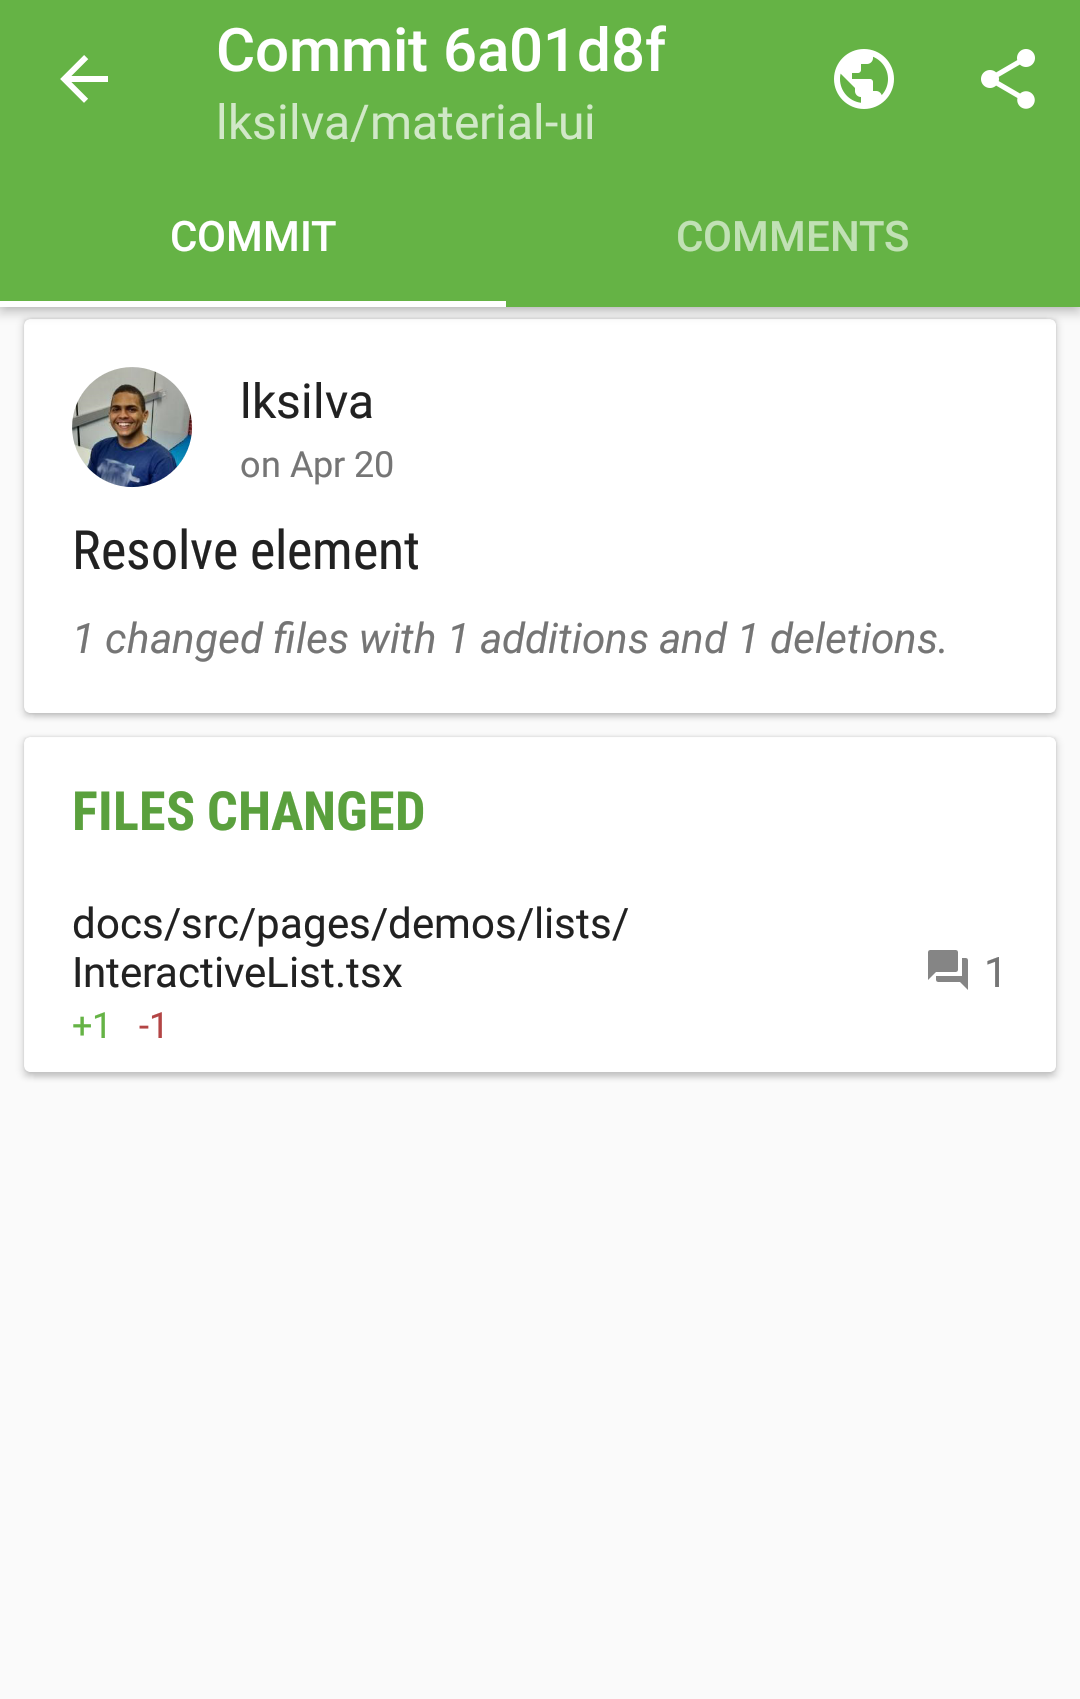 Commit 6a01d8f
lksilva/material-ui
COMMIT
COMMENTS
lksilva
on Apr 20
Resolve element
1 changed files with 1 additions and 1 deletions.
FILES CHANGED
docs/src/pages/demos/lists/
InteractiveList.tsx
1
+1 -1